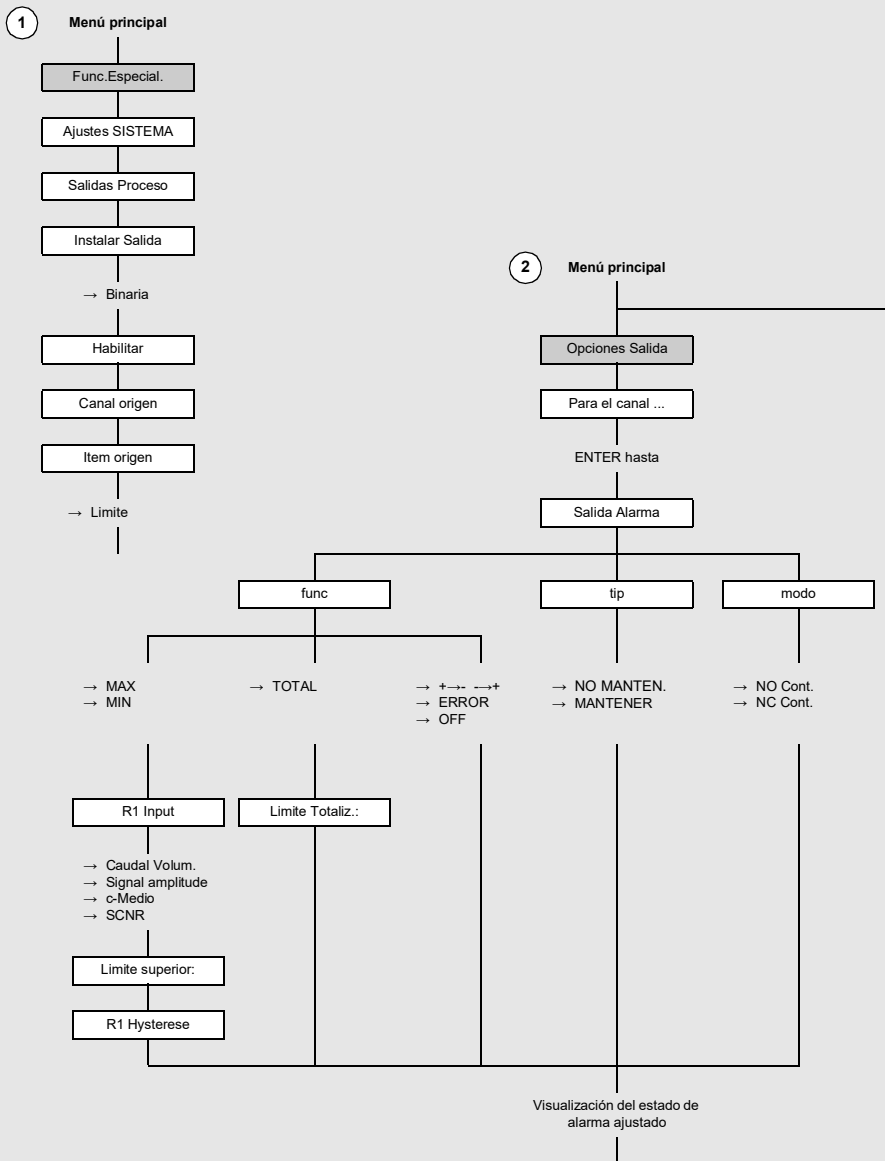 1 Menú principal
Func.Especial.
Ajustes SISTEMA
Salidas Proceso
Instalar Salida
→ Binaria
Habilitar
Canal origen
Item origen
→ Limite
2 Menú principal
Opciones Salida
Para el canal ...
ENTER hasta
Salida Alarma
func
tip
modo
→ MAX
→ MIN
→ TOTAL
→ +→- -→+
→ ERROR
→ OFF
→ NO MANTEN.
→ MANTENER
→ NO Cont.
→ NC Cont.
R1 Input
Limite Totaliz.:
→ Caudal Volum.
→ Signal amplitude
→ c-Medio
→ SCNR
Limite superior:
R1 Hysterese
Visualización del estado de
alarma ajustado